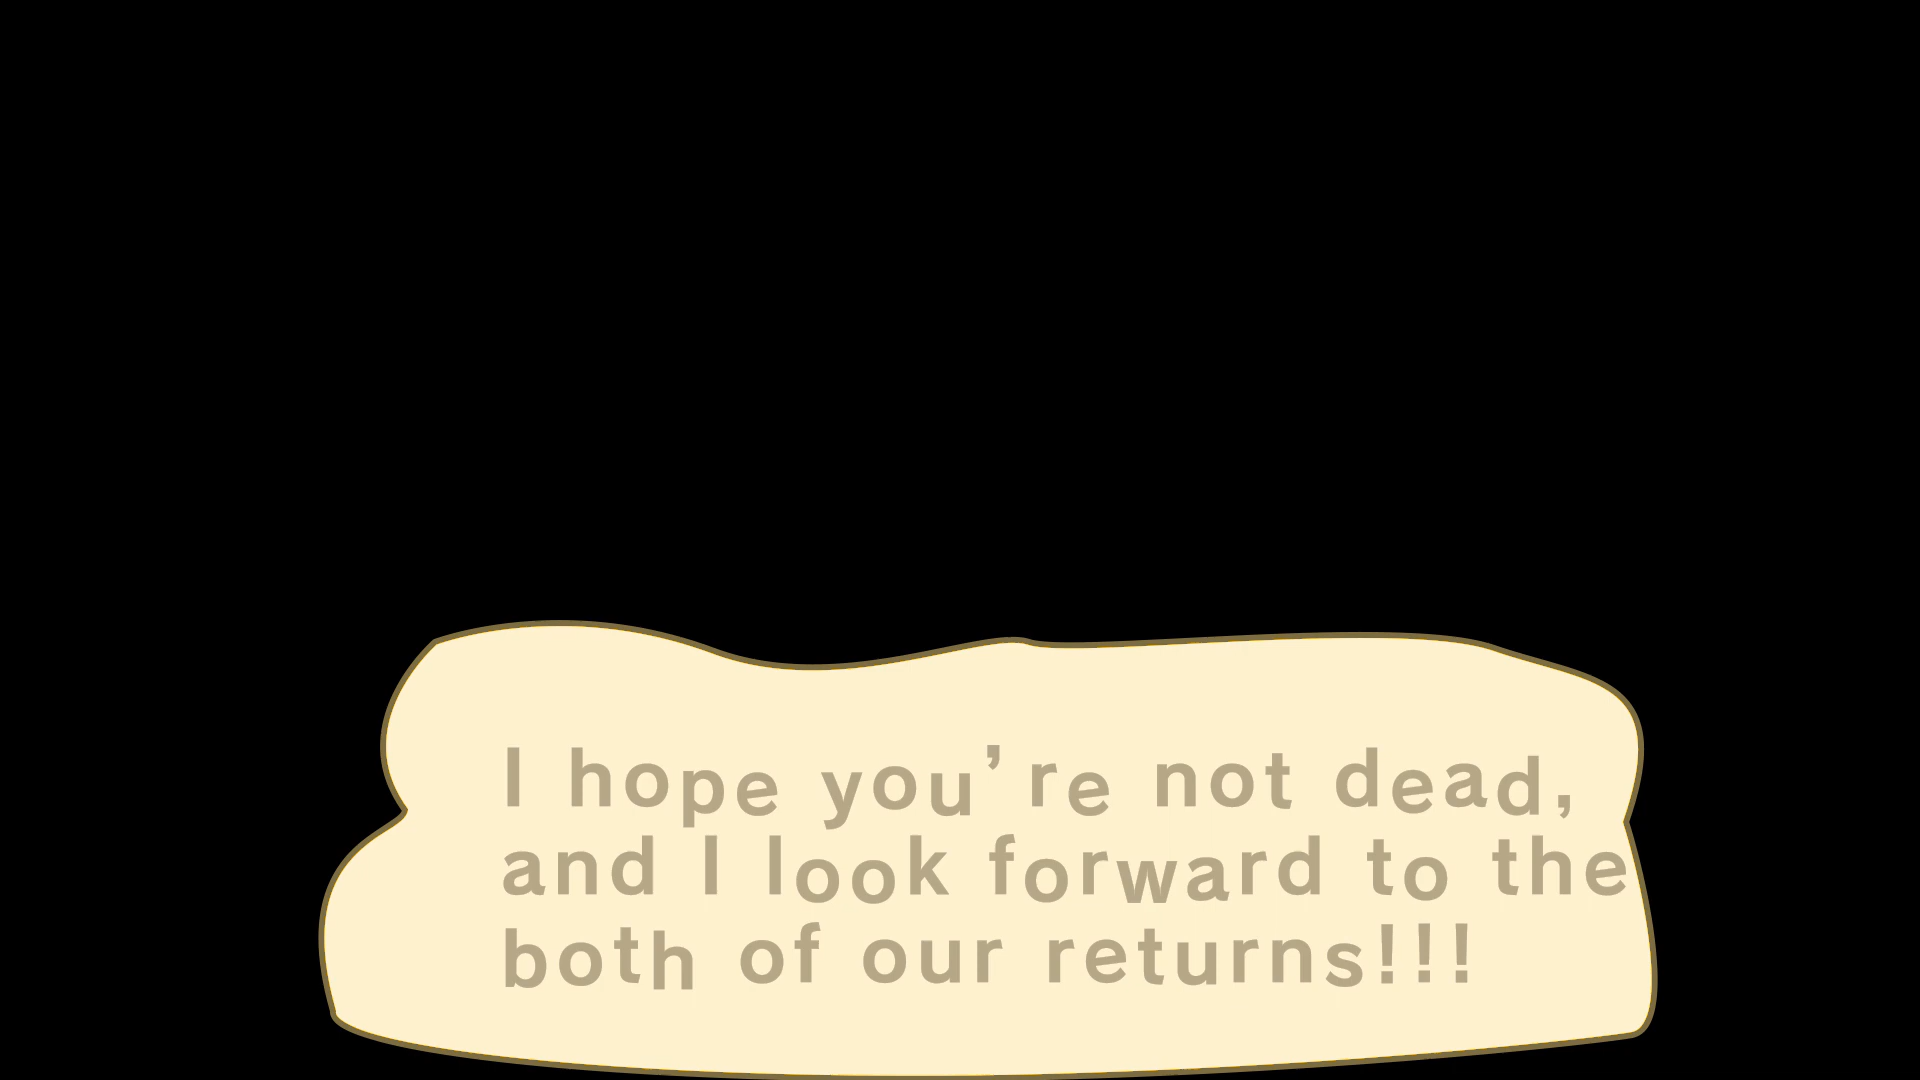 I hope you're not dead,
and I look forward to the
both of our returns!!!